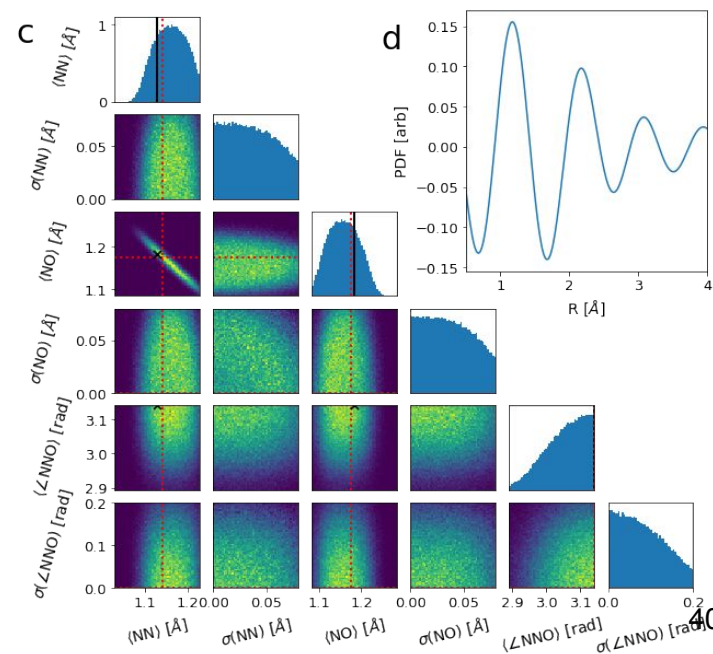 c
d
1
0
⟨NN⟩ [Å]
0.05
0.00
σ(NN) [Å]
1.2
1.1
⟨NO⟩ [Å]
0.05
0.00
σ(NO) [Å]
3.1
3.0
2.9
⟨∠NNO⟩ [rad]
0.2
0.1
0.0
σ(∠NNO) [rad]
1.1 1.2
0.00 0.05
1.1 1.2
0.00 0.05
2.9 3.0 3.1
0.0 0.2
⟨NN⟩ [Å]
σ(NN) [Å]
⟨NO⟩ [Å]
σ(NO) [Å]
⟨∠NNO⟩ [rad]
σ(∠NNO) [rad]
40
0.15
0.10
0.05
0.00
−0.05
−0.10
−0.15
PDF [arb]
1 2 3 4
R [Å]